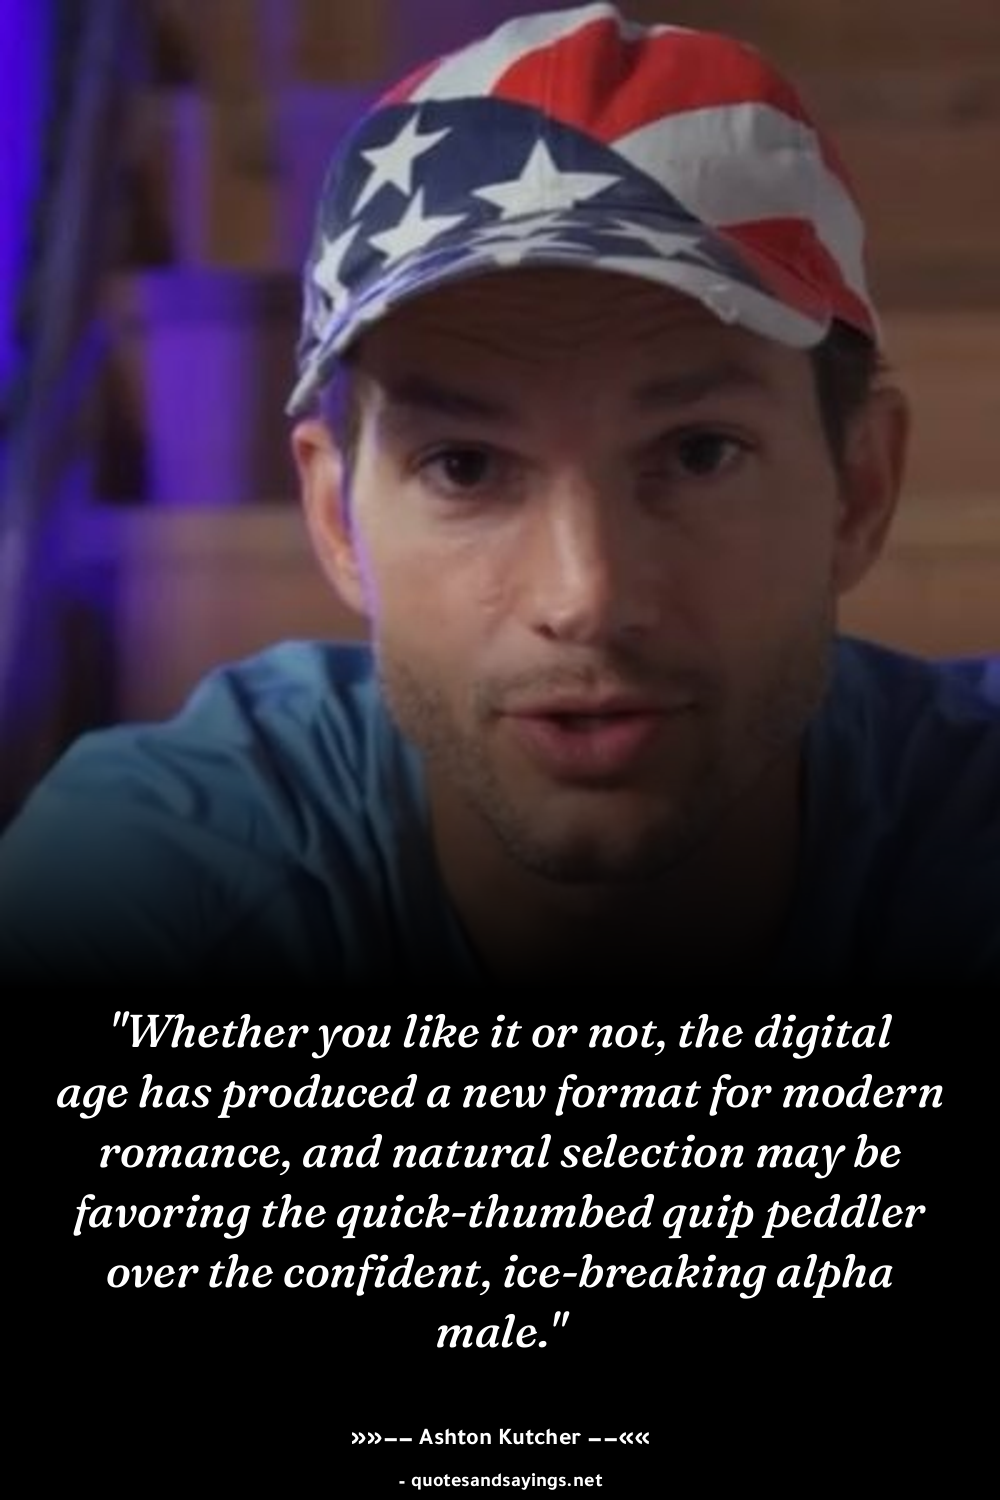 "Whether you like it or not, the digital
age has produced a new format for modern
romance, and natural selection may be
favoring the quick-thumbed quip peddler
over the confident, ice-breaking alpha
male."
»»–– Ashton Kutcher ––««
- quotesandsayings.net